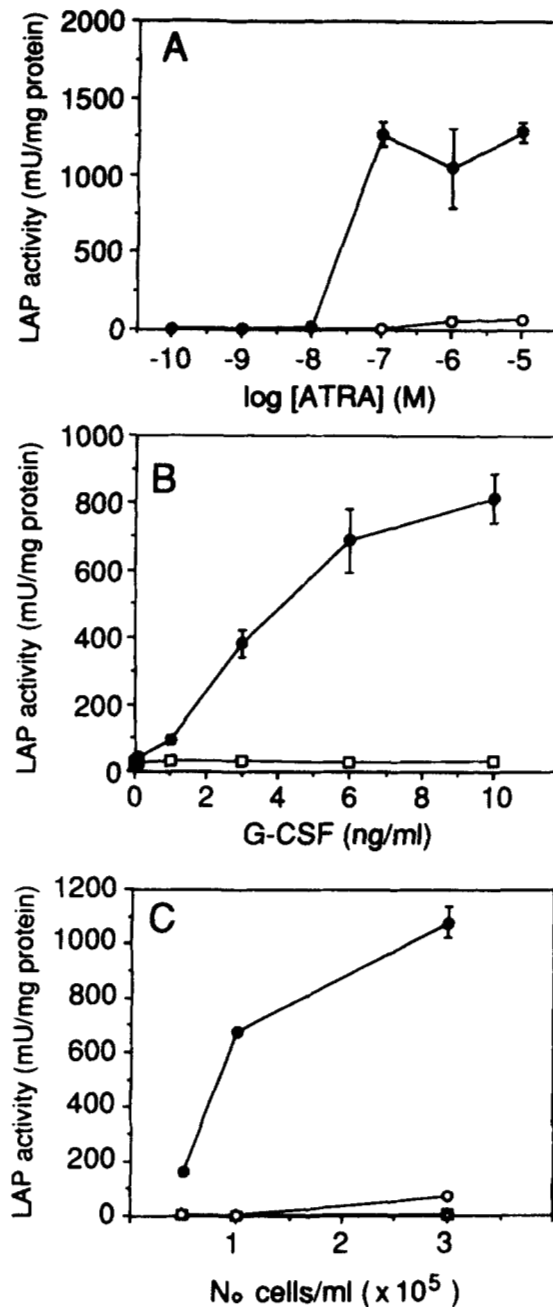 A
LAP activity (mU/mg protein)
2000
1500
1000
500
0
-10 -9 -8 -7 -6 -5
log [ATRA] (M)
B
LAP activity (mU/mg protein)
1000
800
600
400
200
0
0 2 4 6 8 10
G-CSF (ng/ml)
C
LAP activity (mU/mg protein)
1200
1000
800
600
400
200
0
1 2 3
No cells/ml ( x 10⁵)